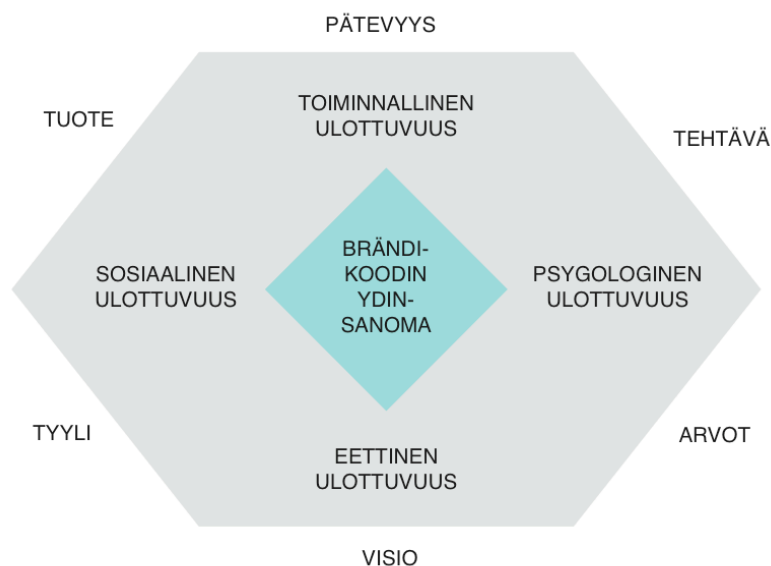 PÄTEVYYS
TUOTE
TOIMINNALLINEN
ULOTTUVUUS
TEHTÄVÄ
SOSIAALINEN
ULOTTUVUUS
BRÄNDI-
KOODIN
YDIN-
SANOMA
PSYGOLOGINEN
ULOTTUVUUS
TYYLI
EETTINEN
ULOTTUVUUS
ARVOT
VISIO